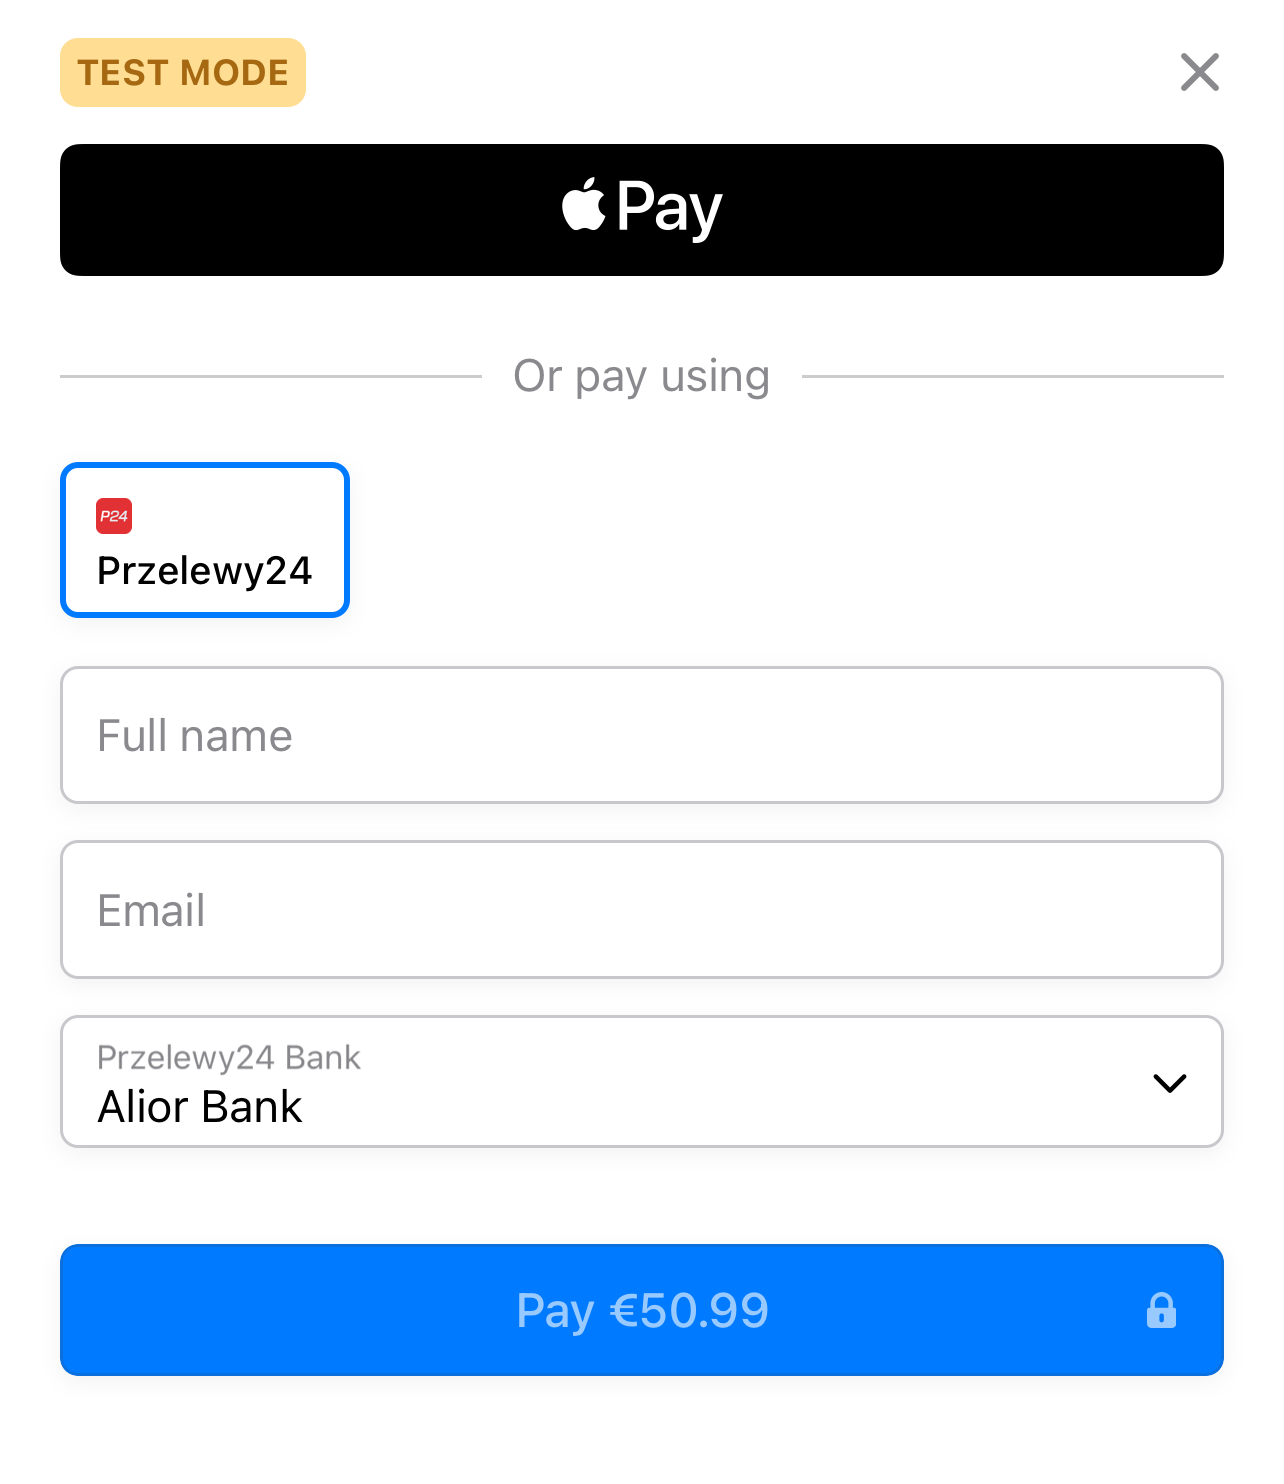 TEST MODE
Pay
Or pay using
P24
Przelewy24
Full name
Email
Przelewy24 Bank
Alior Bank
Pay €50.99